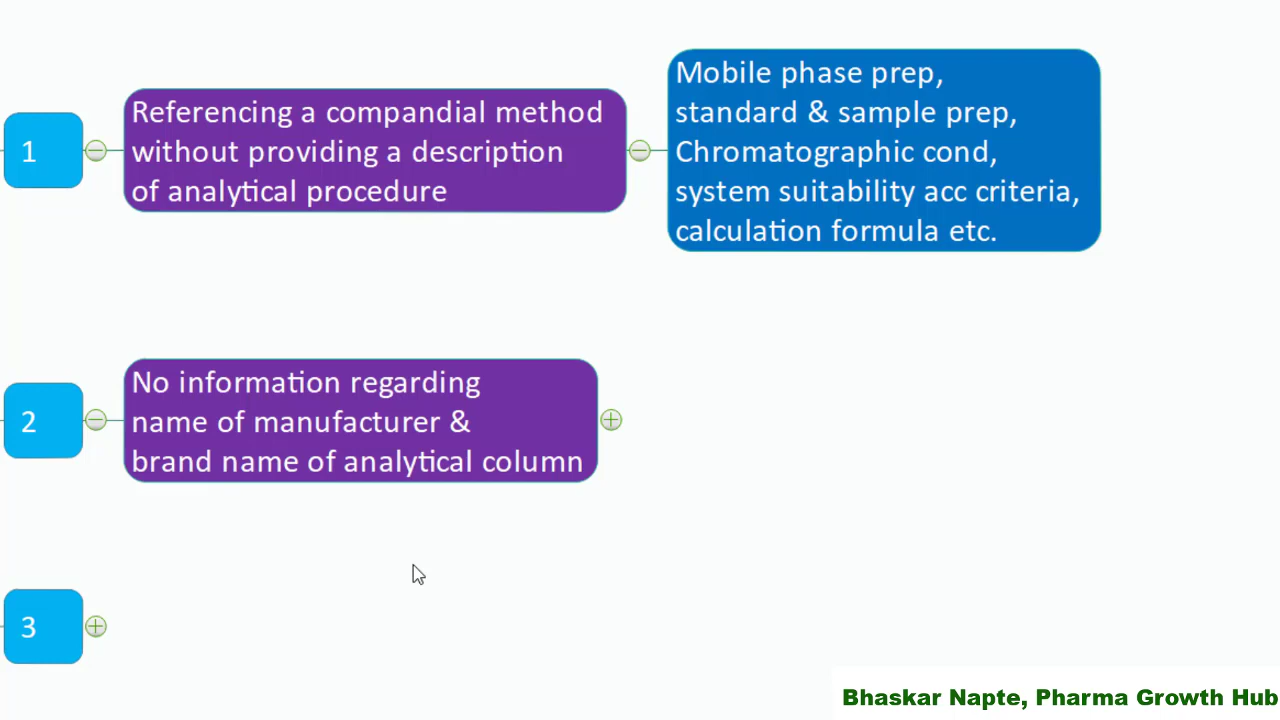 1
Referencing a compandial method
without providing a description
of analytical procedure
Mobile phase prep,
standard & sample prep,
Chromatographic cond,
system suitability acc criteria,
calculation formula etc.
2
No information regarding
name of manufacturer &
brand name of analytical column
3
Bhaskar Napte, Pharma Growth Hub